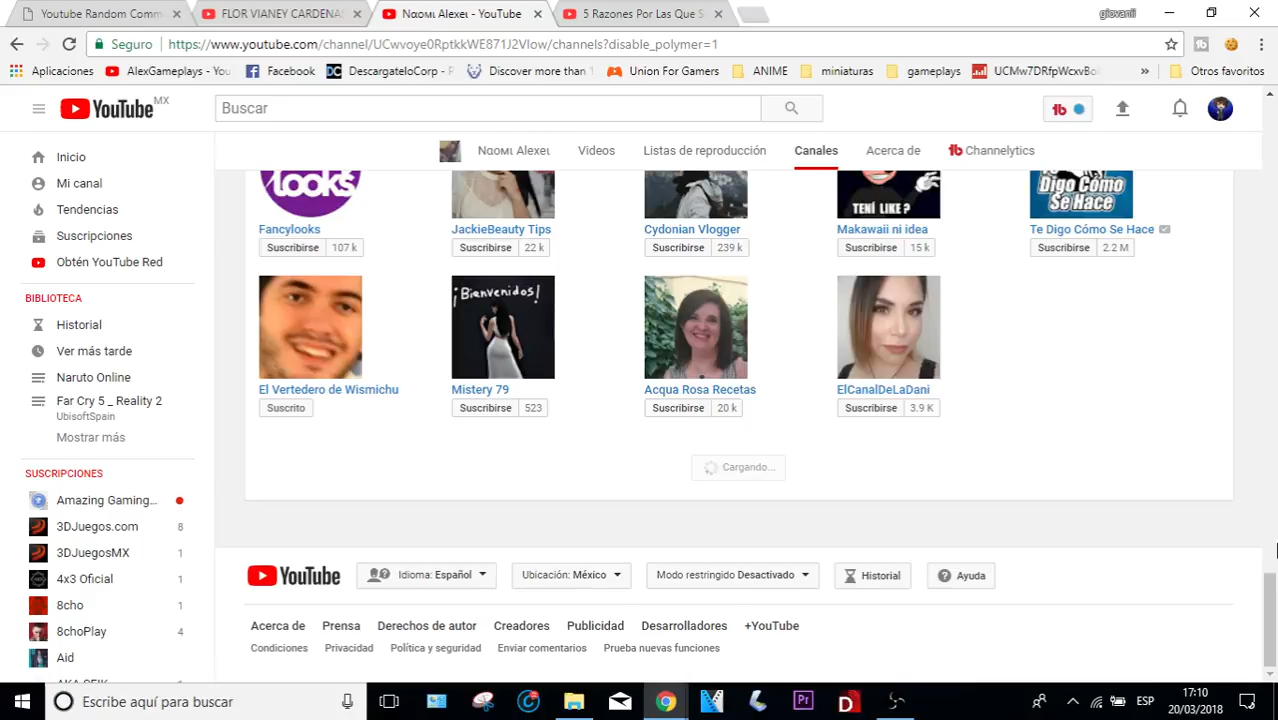 Youtube Random Comm
FLOR VIANEY CARDENAS
Nαoмι Alexeι - YouTube
5 Razones Por Las Que S
giovanii
Seguro
https://www.youtube.com/channel/UCwvoye0RptkkWE871J2Vlow/channels?disable_polymer=1
Aplicaciones
AlexGameplays - You
Facebook
DescargateloCorp - P
Discover more than 1
Union For Gamers
ANIME
miniaturas
gameplays
UCMw7DRfpWcxvBol
»
Otros favoritos
YouTube MX
Buscar
Nαoмι Alexeι
Videos
Listas de reproducción
Canales
Acerca de
Channelytics
Inicio
Mi canal
Tendencias
Suscripciones
Obtén YouTube Red
BIBLIOTECA
Historial
Ver más tarde
Naruto Online
Far Cry 5 _ Reality 2
UbisoftSpain
Mostrar más
SUSCRIPCIONES
Amazing Gaming...
3DJuegos.com 8
3DJuegosMX 1
4x3 Oficial 1
8cho 1
8choPlay 4
Aid
LOOKS
TENÍ LIKE ?
Digo Cómo
Se Hace
Fancylooks
Suscribirse 107 k
JackieBeauty Tips
Suscribirse 22 k
Cydonian Vlogger
Suscribirse 239 k
Makawaii ni idea
Suscribirse 15 k
Te Digo Cómo Se Hace
Suscribirse 2.2 M
¡Bienvenidos!
El Vertedero de Wismichu
Suscrito
Mistery 79
Suscribirse 523
Acqua Rosa Recetas
Suscribirse 20 k
ElCanalDeLaDani
Suscribirse 3.9 K
Cargando...
YouTube
Idioma: Español
Ubicación: México
Modo restringido Desactivado
Historial
Ayuda
Acerca de
Prensa
Derechos de autor
Creadores
Publicidad
Desarrolladores
+YouTube
Condiciones
Privacidad
Política y seguridad
Enviar comentarios
Prueba nuevas funciones
Escribe aquí para buscar
Pr
ESP
17:10
20/03/2018